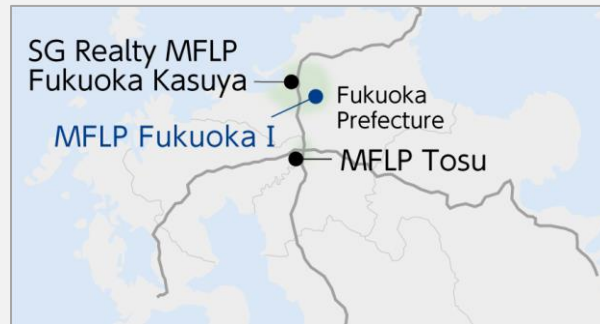 SG Realty MFLP
Fukuoka Kasuya
Fukuoka
Prefecture
MFLP Fukuoka I
MFLP Tosu